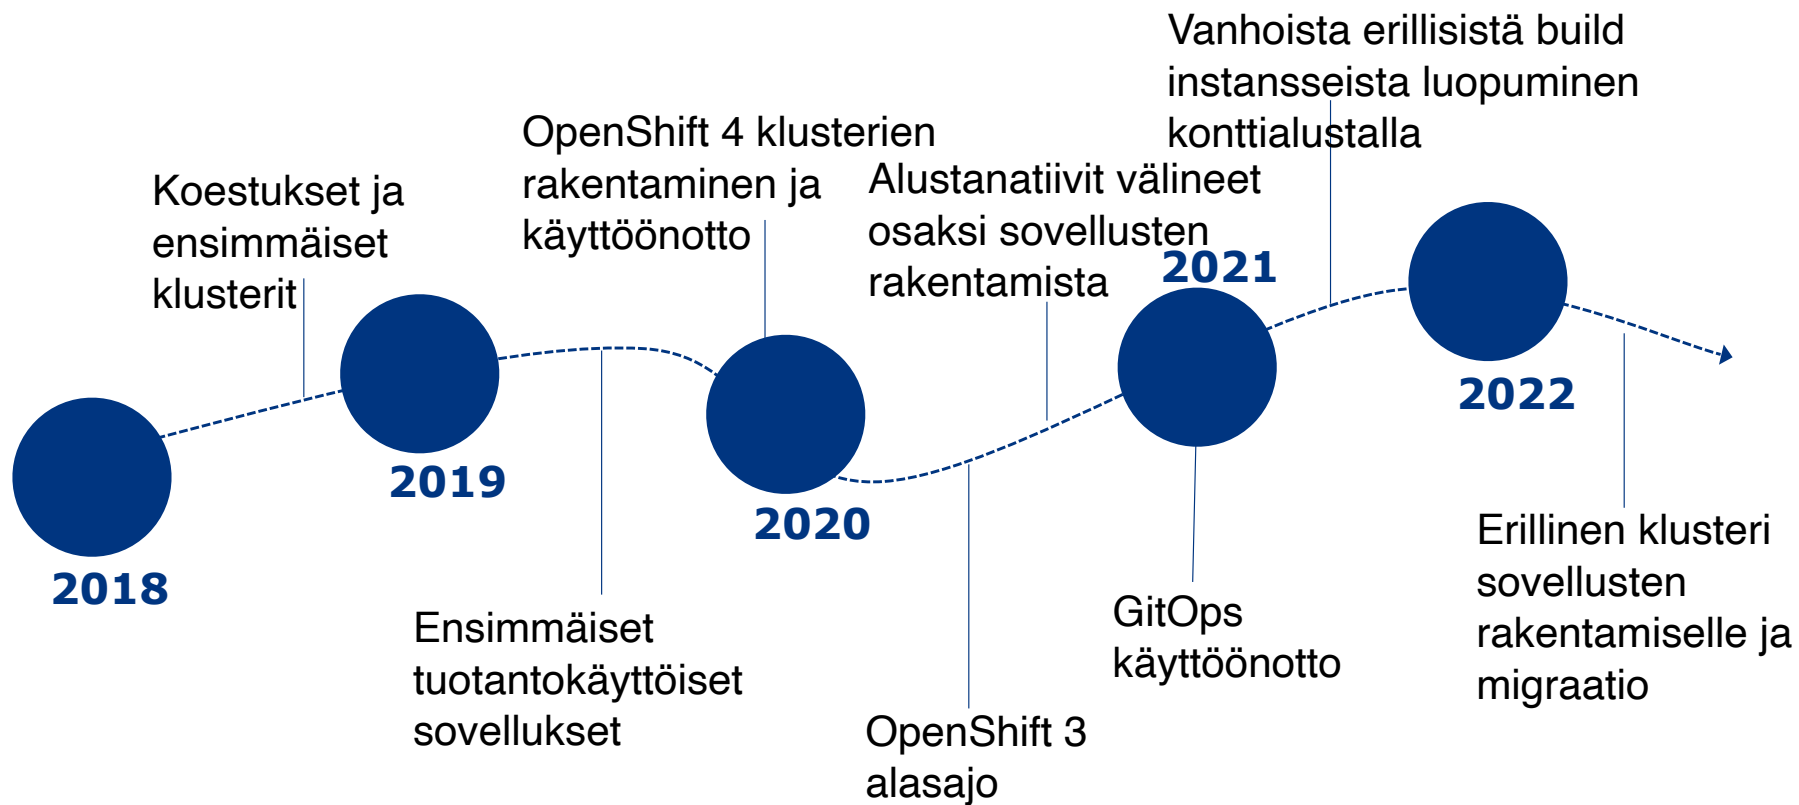 Koestukset ja
ensimmäiset
klusterit
OpenShift 4 klusterien
rakentaminen ja
käyttöönotto
Alustanatiivit välineet
osaksi sovellusten
rakentamista
Vanhoista erillisistä build
instansseista luopuminen
konttialustalla
2018
2019
2020
2021
2022
Ensimmäiset
tuotantokäyttöiset
sovellukset
OpenShift 3
alasajo
GitOps
käyttöönotto
Erillinen klusteri
sovellusten
rakentamiselle ja
migraatio